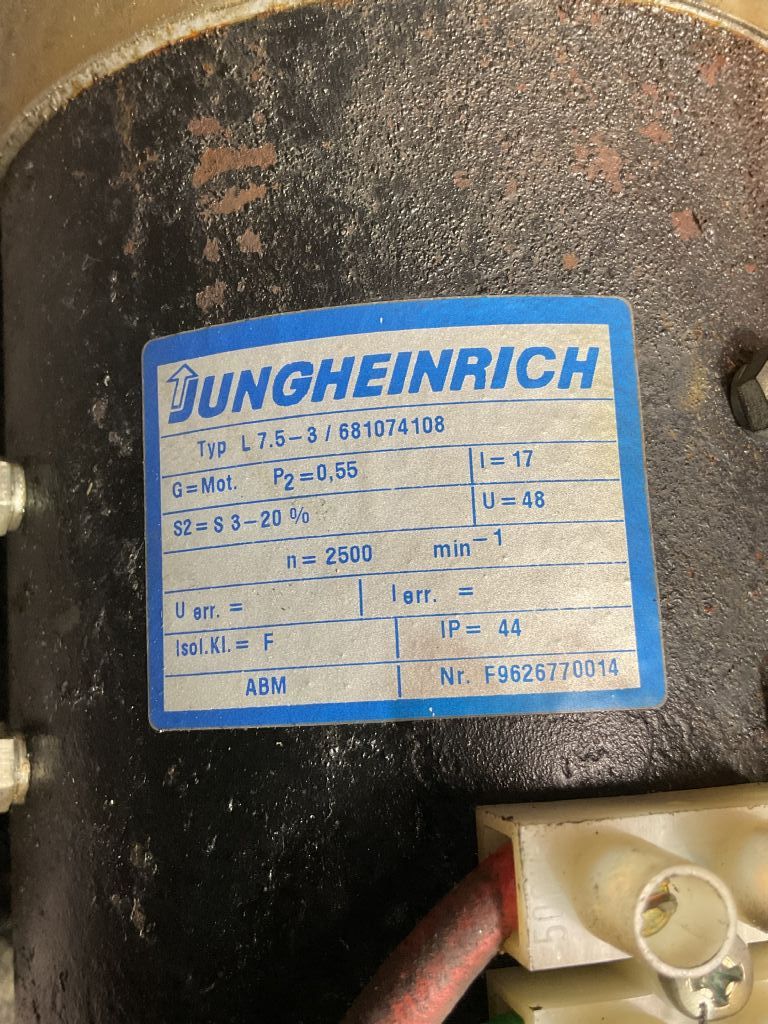 JUNGHEINRICH
Typ L 7.5-3 / 681074108
G=Mot. P2=0,55 I=17
S2=S 3-20 % U=48
n= 2500 min-1
U err. = I err. =
Isol.Kl.= F IP= 44
ABM Nr. F9626770014
50